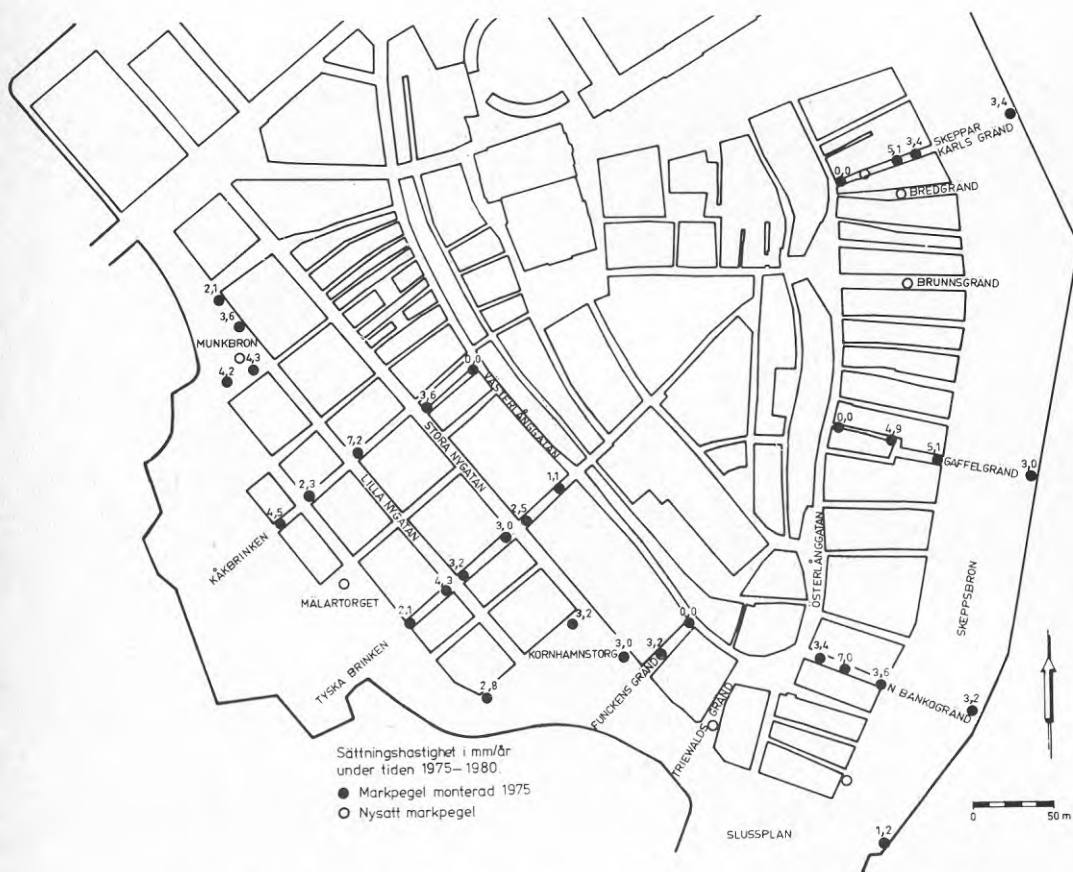 3,4
SKEPPAR
KARLS GRÄND
5,1
3,4
0,0
BREDGRÄND
BRUNNSGRÄND
2,1
3,6
MUNKBRON
4,3
4,2
0,0
VÄSTERLÅNGGATAN
3,6
STORA NYGATAN
7,2
LILLA NYGATAN
0,0
4,9
5,1
GAFFELGRÄND
3,0
1,1
2,3
2,5
4,5
3,0
KÅKBRINKEN
ÖSTERLÅNGGATAN
SKEPPSBRON
3,2
4,3
MÄLARTORGET
2,1
3,2
0,0
KORNHAMNSTORG
3,0
3,2
FUNCKENS GRÄND
3,4
7,0
3,6
N BANKOGRÄND
3,2
TYSKA BRINKEN
2,8
TRIEWALDS GRÄND
Sättningshastighet i mm/år
under tiden 1975–1980.
● Markpegel monterad 1975
○ Nysatt markpegel
SLUSSPLAN
0 50 m
1,2